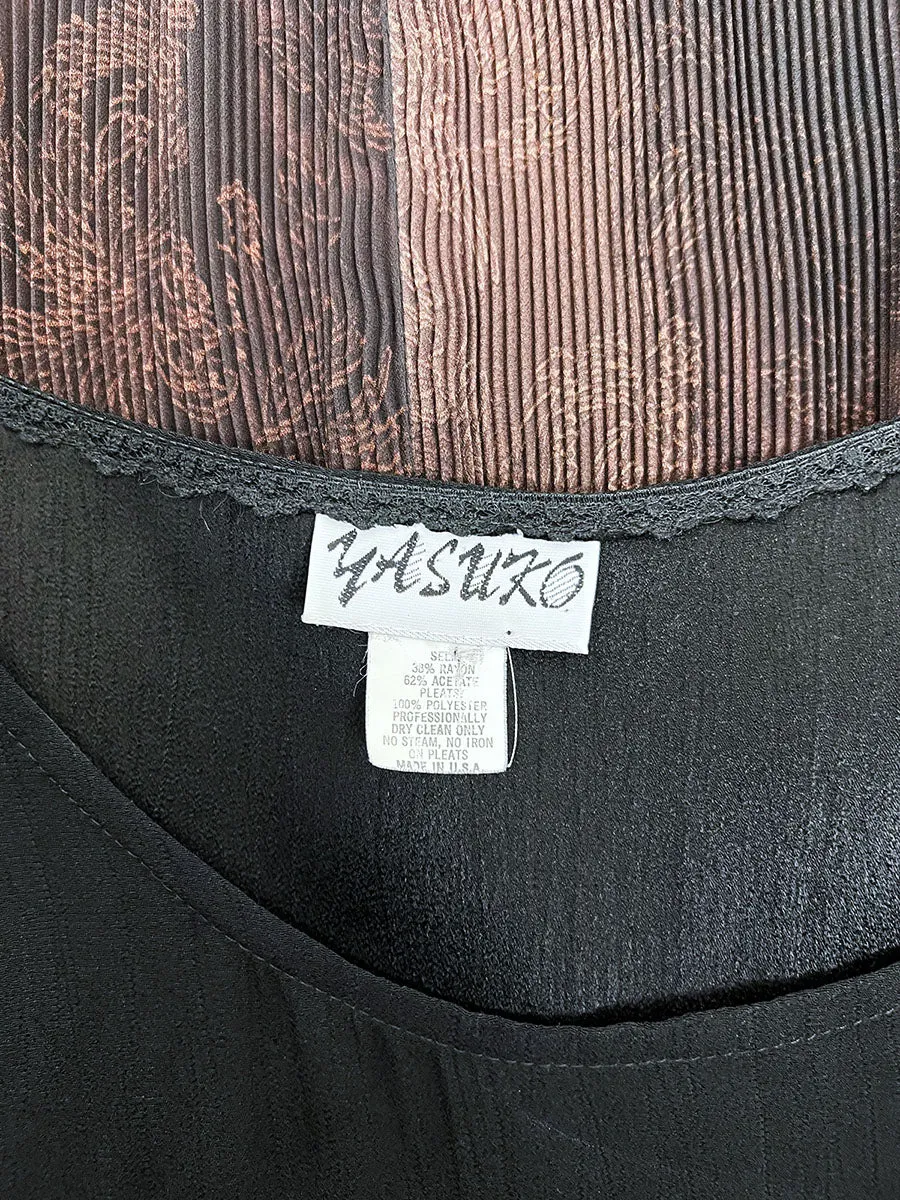 YASUKO
SELF:
38% RAYON
62% ACETATE
PLEATS:
100% POLYESTER
PROFESSIONALLY
DRY CLEAN ONLY
NO STEAM, NO IRON
ON PLEATS
MADE IN U.S.A